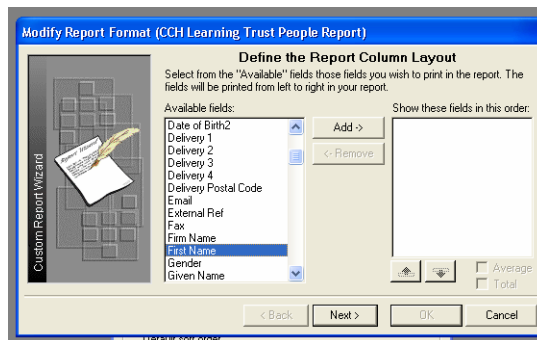 Modify Report Format (CCH Learning Trust People Report)
Define the Report Column Layout
Select from the "Available" fields those fields you wish to print in the report. The
fields will be printed from left to right in your report.
Available fields:
Show these fields in this order:
Date of Birth2
Delivery 1
Delivery 2
Delivery 3
Delivery 4
Delivery Postal Code
Email
External Ref
Fax
Firm Name
First Name
Gender
Given Name
Add ->
<- Remove
Average
Total
Custom Report Wizard
< Back
Next >
OK
Cancel
Default sort order